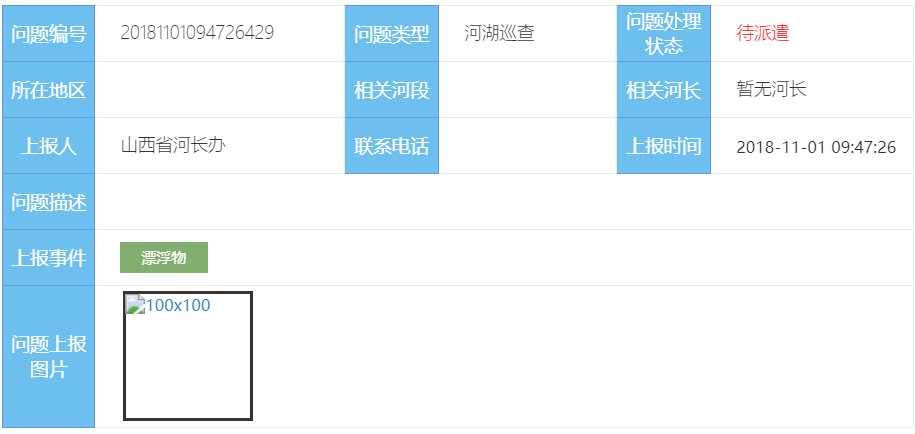 问题编号 20181101094726429 问题类型 河湖巡查 问题处理
状态 待派遣
所在地区 相关河段 相关河长 暂无河长
上报人 山西省河长办 联系电话 上报时间 2018-11-01 09:47:26
问题描述
上报事件 漂浮物
问题上报
图片
100x100